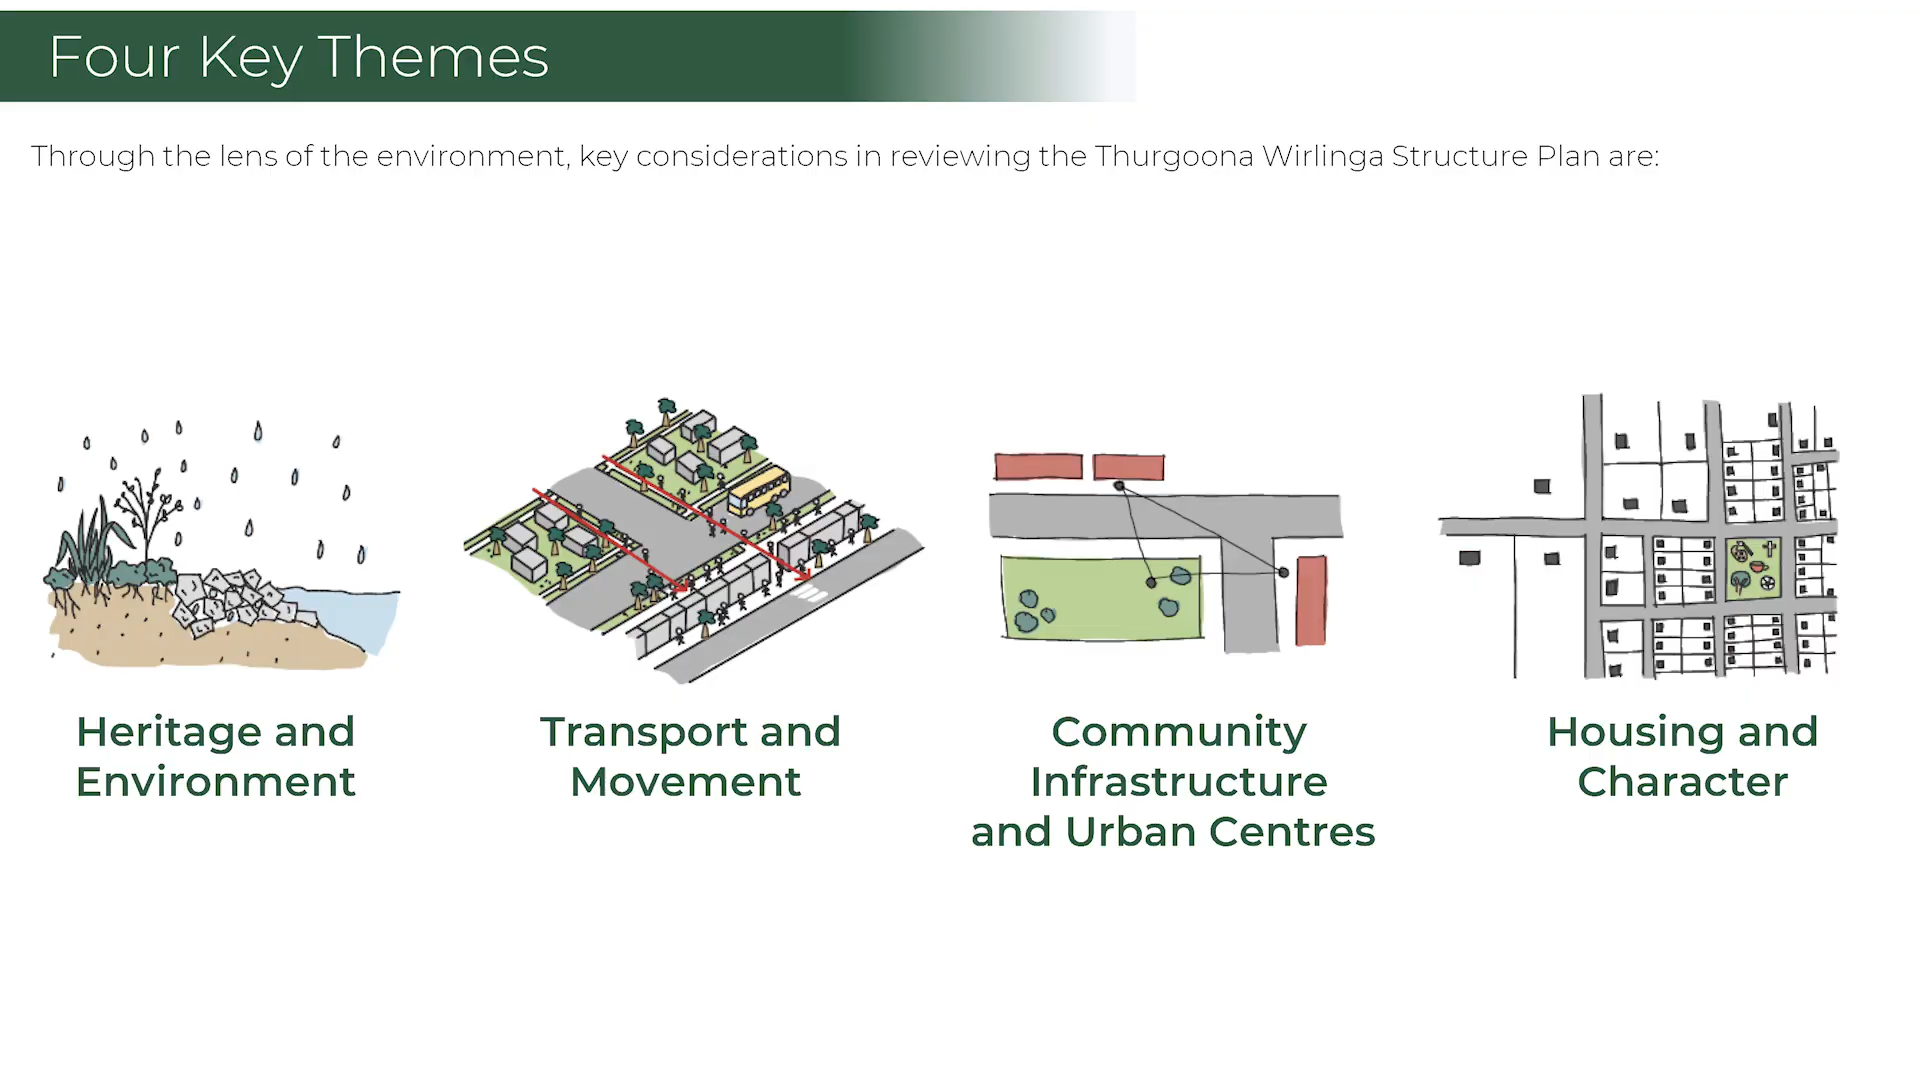 Four Key Themes
Through the lens of the environment, key considerations in reviewing the Thurgoona Wirlinga Structure Plan are:
Heritage and
Environment
Transport and
Movement
Community
Infrastructure
and Urban Centres
Housing and
Character